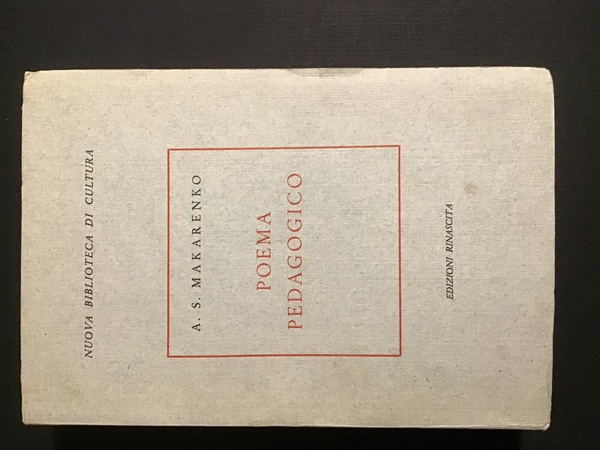 NUOVA BIBLIOTECA DI CULTURA
A. S. MAKARENKO
POEMA
PEDAGOGICO
EDIZIONI RINASCITA